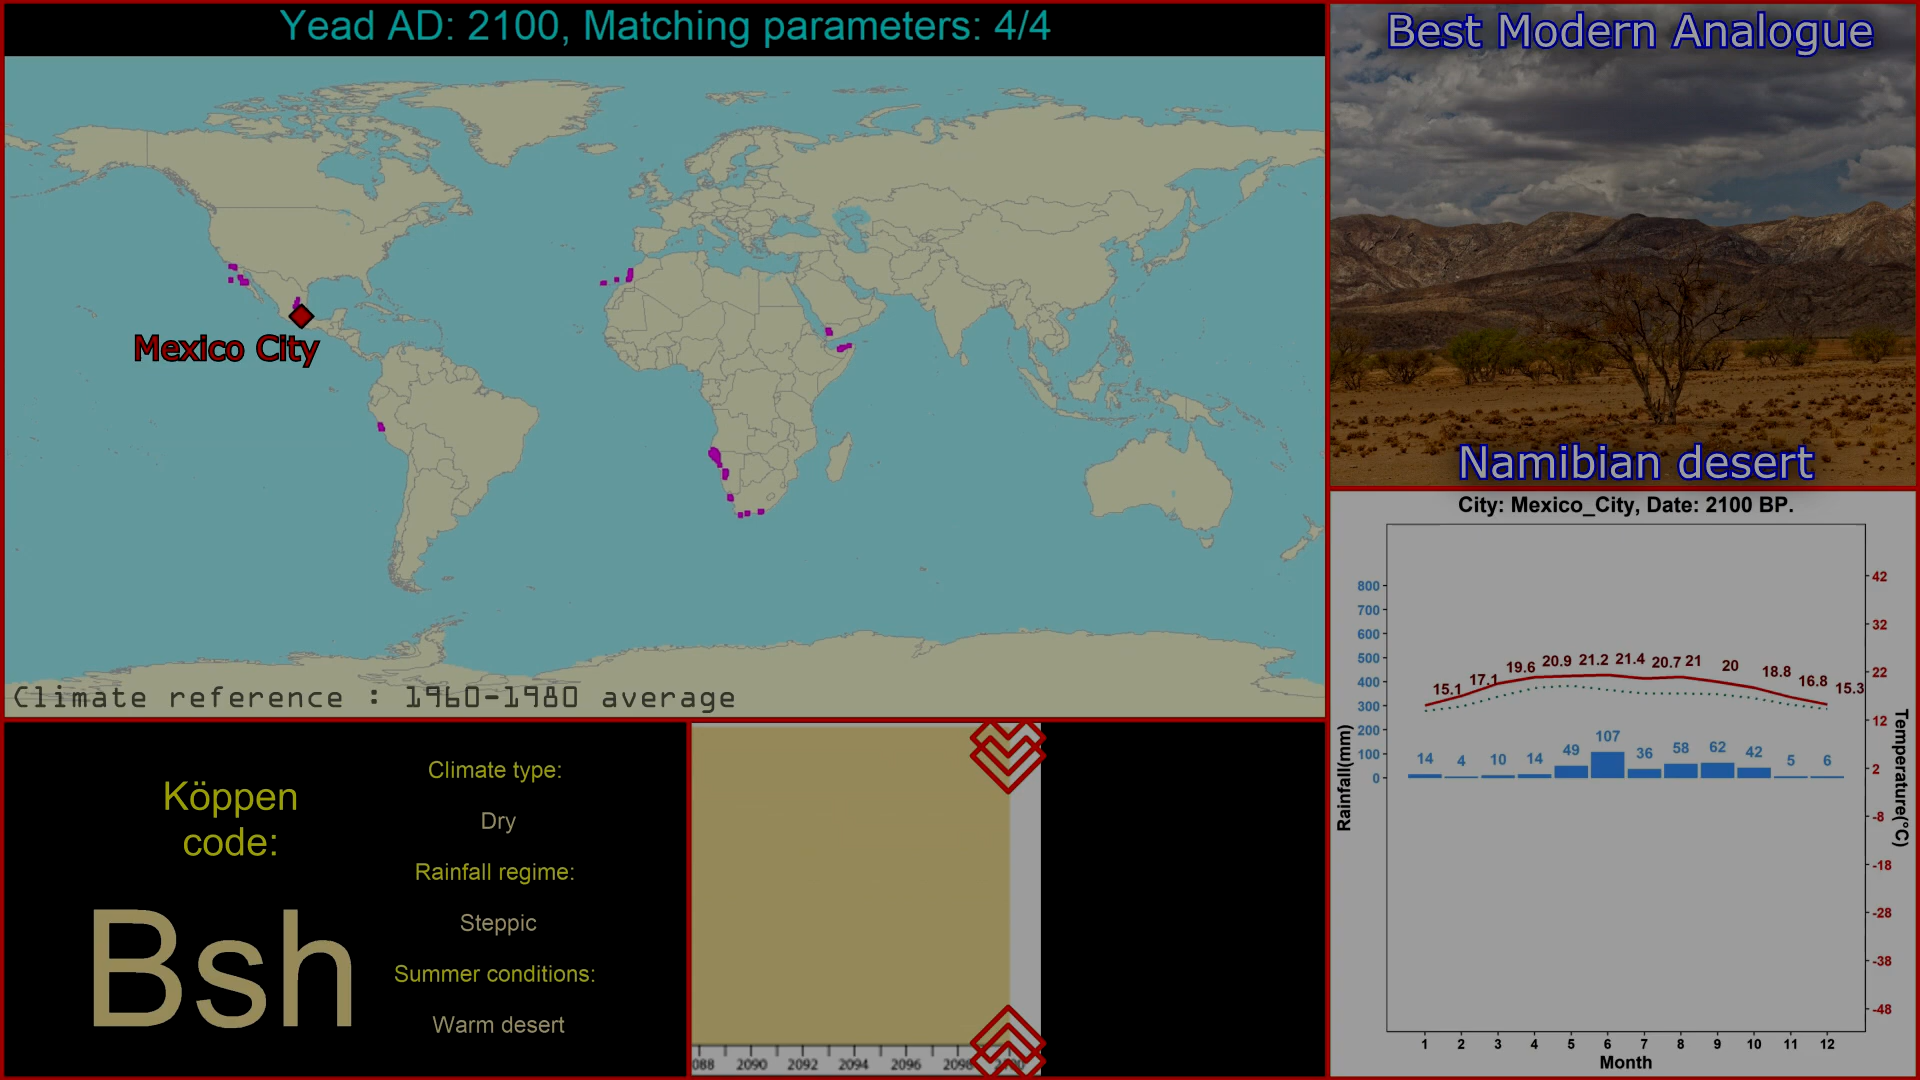 Yead AD: 2100, Matching parameters: 4/4
Mexico City
Climate reference : 1960-1980 average
Best Modern Analogue
Namibian desert
City: Mexico_City, Date: 2100 BP.
800
700
600
500
400
300
200
100
0
Rainfall(mm)
42
32
22
12
2
-8
-18
-28
-38
-48
Temperature(°C)
15.1 17.1 19.6 20.9 21.2 21.4 20.7 21 20 18.8 16.8 15.3
14 4 10 14 49 107 36 58 62 42 5 6
1 2 3 4 5 6 7 8 9 10 11 12
Month
Köppen
code:
Bsh
Climate type:
Dry
Rainfall regime:
Steppic
Summer conditions:
Warm desert
088 2090 2092 2094 2096 2098 2100